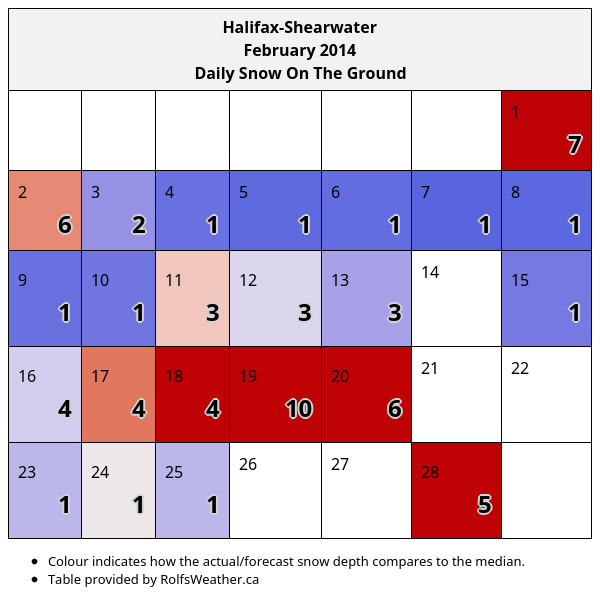 Halifax-Shearwater
February 2014
Daily Snow On The Ground
1
7
2 3 4 5 6 7 8
6 2 1 1 1 1 1
9 10 11 12 13 14 15
1 1 3 3 3 1
16 17 18 19 20 21 22
4 4 4 10 6
23 24 25 26 27 28
1 1 1 5
Colour indicates how the actual/forecast snow depth compares to the median.
Table provided by RolfsWeather.ca